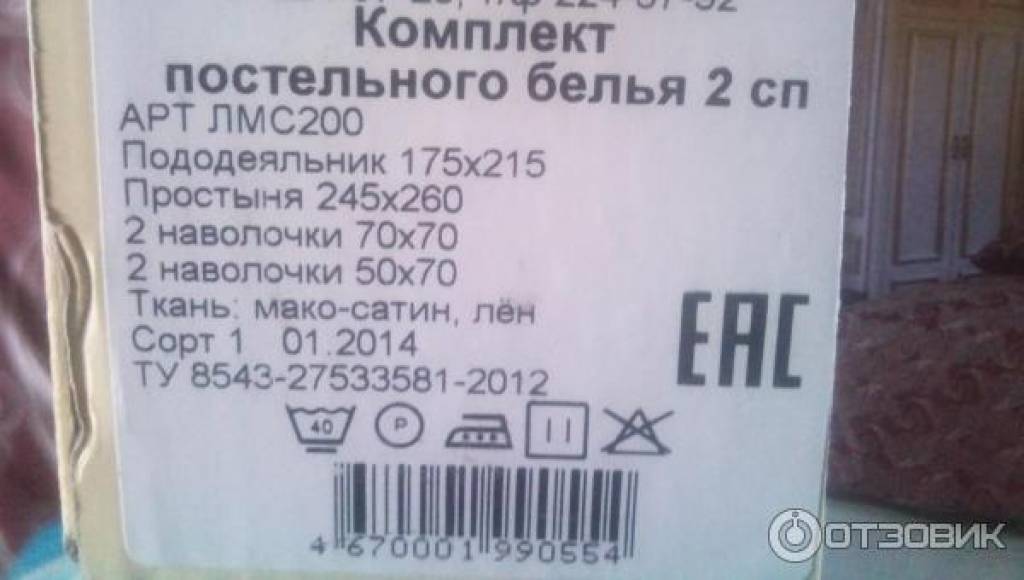 Комплект
постельного белья 2 сп
АРТ ЛМС200
Пододеяльник 175х215
Простыня 245х260
2 наволочки 70х70
2 наволочки 50х70
Ткань: мако-сатин, лён
Сорт 1 01.2014
ТУ 8543-27533581-2012
ЕАС
40 P
4 670001 990554
ОТЗОВИК